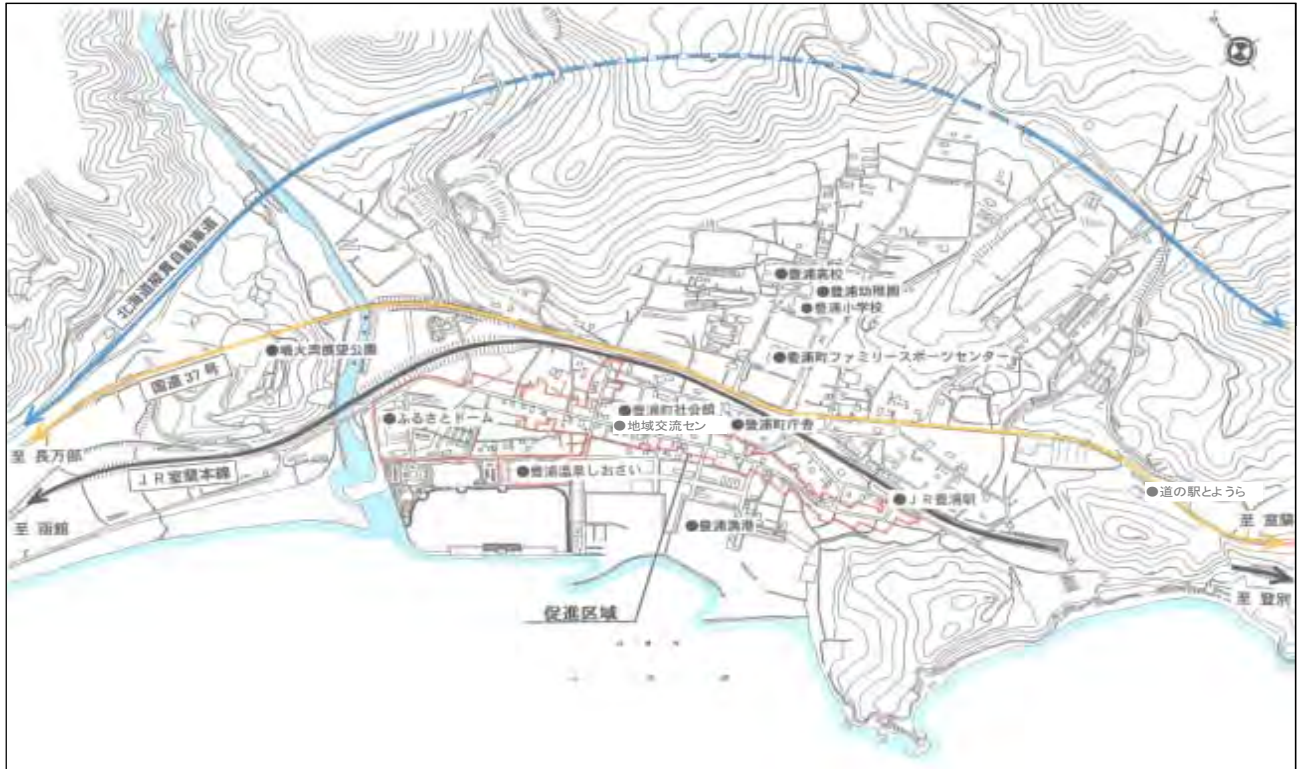 北海道縦貫自動車道
●豊浦高校
●豊浦幼稚園
●豊浦小学校
●噴火湾展望公園
●豊浦町ファミリースポーツセンター
国道37号
●ふるさとドーム
●豊浦町社会館
●地域交流セン
●豊浦町庁舎
至 長万部
JR室蘭本線
●豊浦温泉しおさい
●JR豊浦駅
●道の駅とようら
至 函館
●豊浦漁港
至 室蘭
促進区域
至 登別